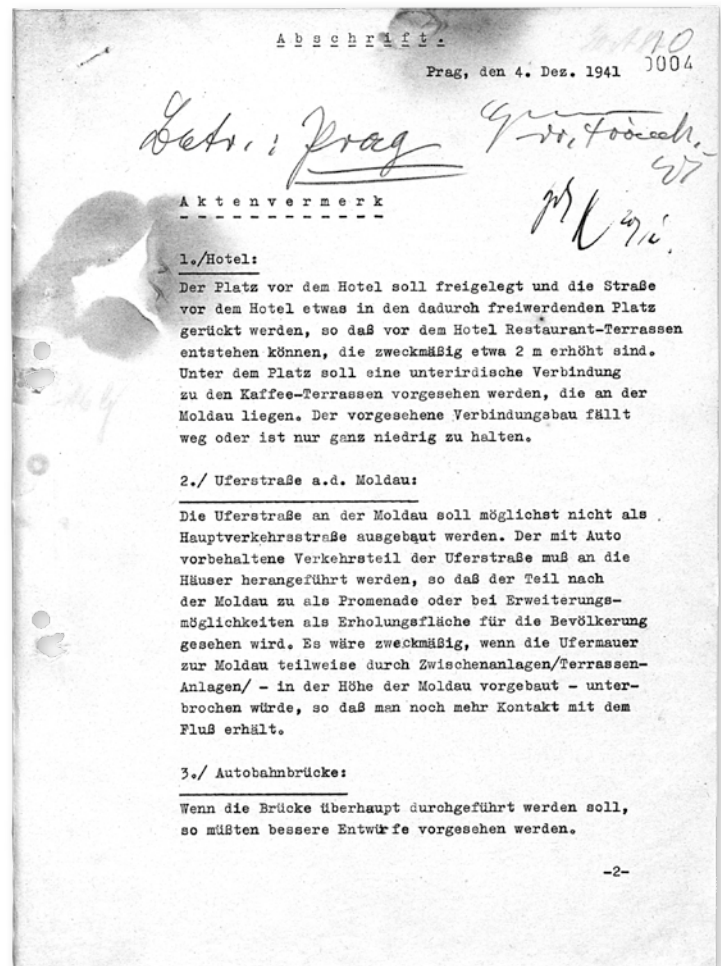 Abschrift.
Prag, den 4. Dez. 1941
0004
Betr.: Prag
Aktenvermerk
1./Hotel:
Der Platz vor dem Hotel soll freigelegt und die Straße
vor dem Hotel etwas in den dadurch freiwerdenden Platz
gerückt werden, so daß vor dem Hotel Restaurant-Terrassen
entstehen können, die zweckmäßig etwa 2 m erhöht sind.
Unter dem Platz soll eine unterirdische Verbindung
zu den Kaffee-Terrassen vorgesehen werden, die an der
Moldau liegen. Der vorgesehene Verbindungsbau fällt
weg oder ist nur ganz niedrig zu halten.
2./ Uferstraße a.d. Moldau:
Die Uferstraße an der Moldau soll möglichst nicht als
Hauptverkehrsstraße ausgebaut werden. Der mit Auto
vorbehaltene Verkehrsteil der Uferstraße muß an die
Häuser herangeführt werden, so daß der Teil nach
der Moldau zu als Promenade oder bei Erweiterungs-
möglichkeiten als Erholungsfläche für die Bevölkerung
gesehen wird. Es wäre zweckmäßig, wenn die Ufermauer
zur Moldau teilweise durch Zwischenanlagen/Terrassen-
Anlagen/ - in der Höhe der Moldau vorgebaut - unter-
brochen würde, so daß man noch mehr Kontakt mit dem
Fluß erhält.
3./ Autobahnbrücke:
Wenn die Brücke überhaupt durchgeführt werden soll,
so müßten bessere Entwürfe vorgesehen werden.
-2-